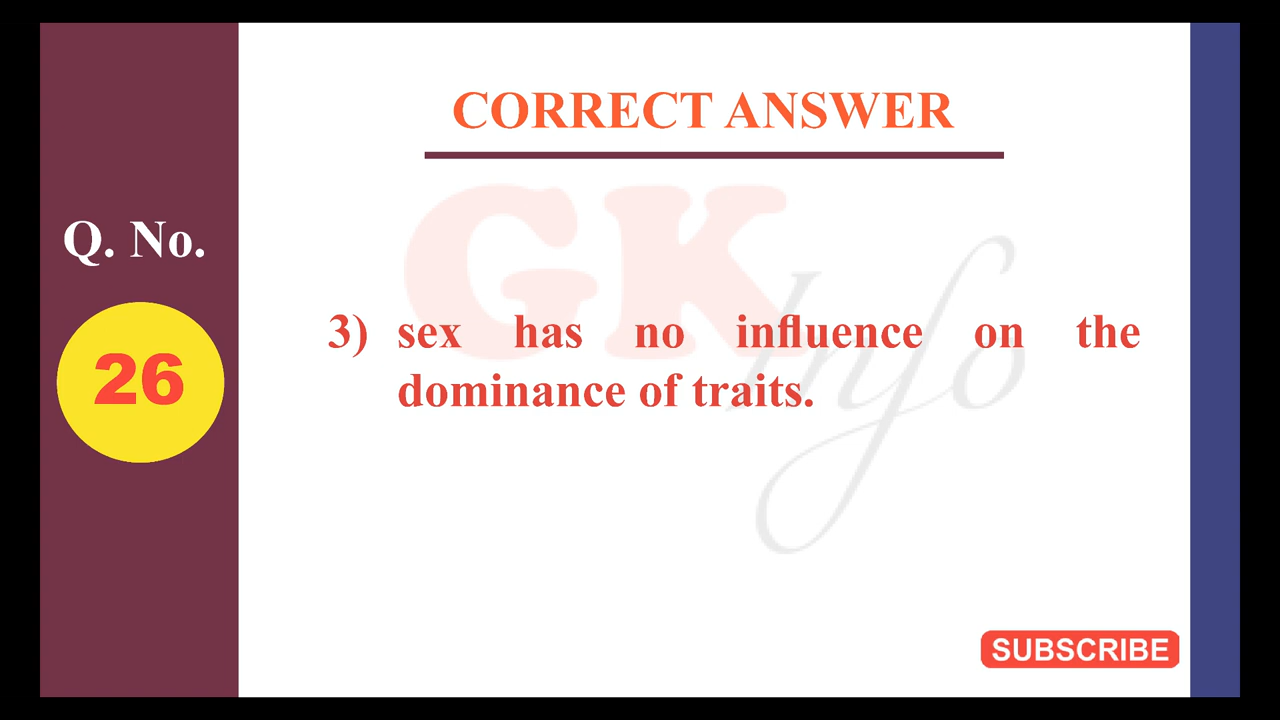 CORRECT ANSWER
GK
Info
Q. No.
26
3) sex has no influence on the
dominance of traits.
SUBSCRIBE